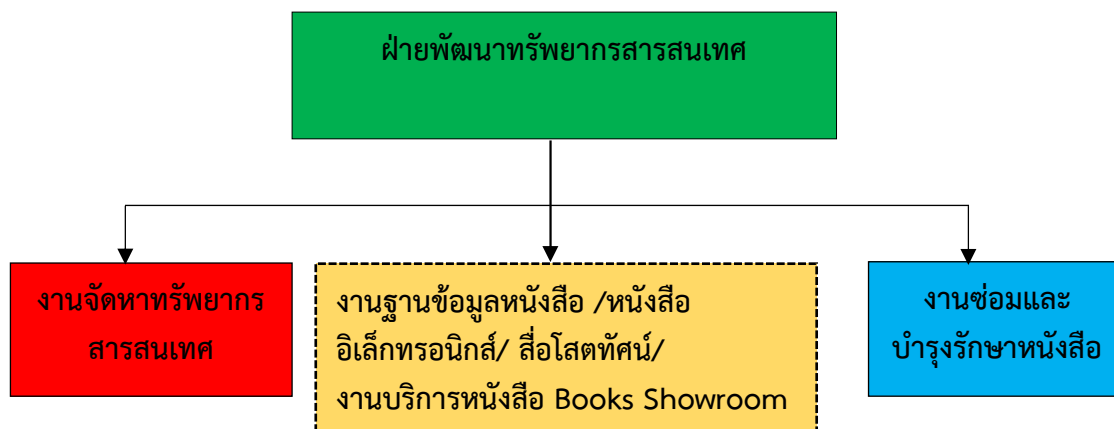 ฝ่ายพัฒนาทรัพยากรสารสนเทศ
งานจัดหาทรัพยากร
สารสนเทศ
งานฐานข้อมูลหนังสือ /หนังสือ
อิเล็กทรอนิกส์/ สื่อโสตทัศน์/
งานบริการหนังสือ Books Showroom
งานซ่อมและ
บำรุงรักษาหนังสือ